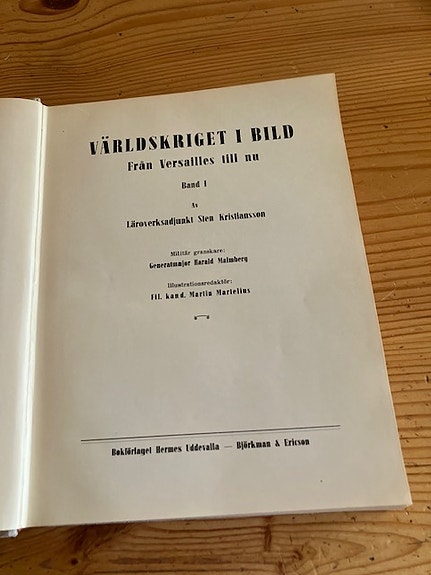 VÄRLDSKRIGET I BILD
Från Versailles till nu
Band I
Av
Läroverksadjunkt Sten Kristiansson
Militär granskare:
Generalmajor Harald Malmberg
Illustrationsredaktör:
Fil. kand. Martin Martelius
Bokförlaget Hermes Uddevalla — Björkman & Ericson